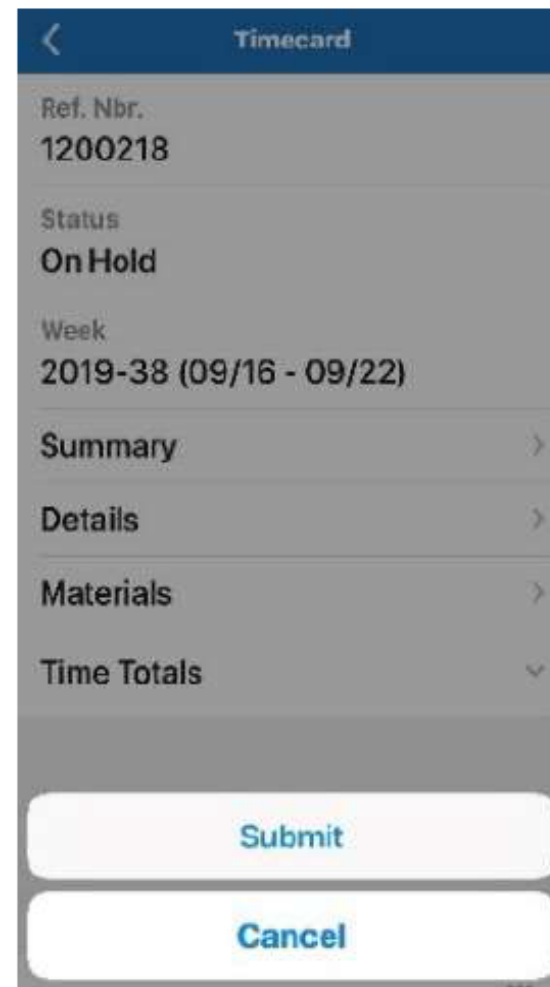 Timecard
Ref. Nbr.
1200218
Status
On Hold
Week
2019-38 (09/16 - 09/22)
Summary
Details
Materials
Time Totals
Submit
Cancel